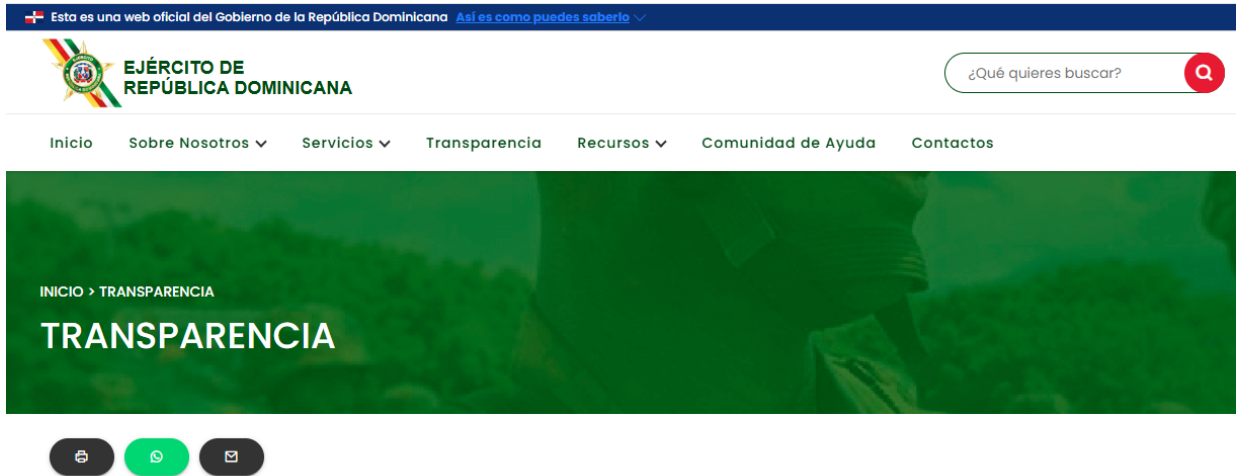 Esta es una web oficial del Gobierno de la República Dominicana Así es como puedes saberlo
EJÉRCITO DE
REPÚBLICA DOMINICANA
¿Qué quieres buscar?
Inicio Sobre Nosotros Servicios Transparencia Recursos Comunidad de Ayuda Contactos
INICIO > TRANSPARENCIA
TRANSPARENCIA